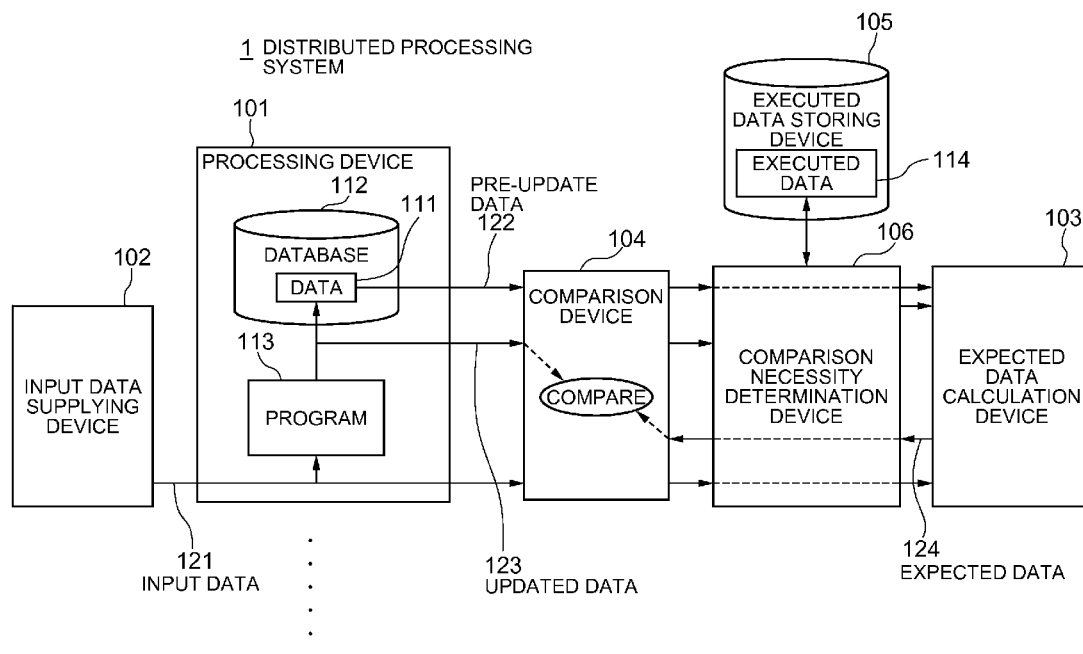 1 DISTRIBUTED PROCESSING
SYSTEM
105
EXECUTED
DATA STORING
DEVICE
EXECUTED
DATA
114
101
PROCESSING DEVICE
112
111
DATABASE
DATA
PRE-UPDATE
DATA
122
102
INPUT DATA
SUPPLYING
DEVICE
113
PROGRAM
104
COMPARISON
DEVICE
COMPARE
106
COMPARISON
NECESSITY
DETERMINATION
DEVICE
103
EXPECTED
DATA
CALCULATION
DEVICE
121
INPUT DATA
123
UPDATED DATA
124
EXPECTED DATA